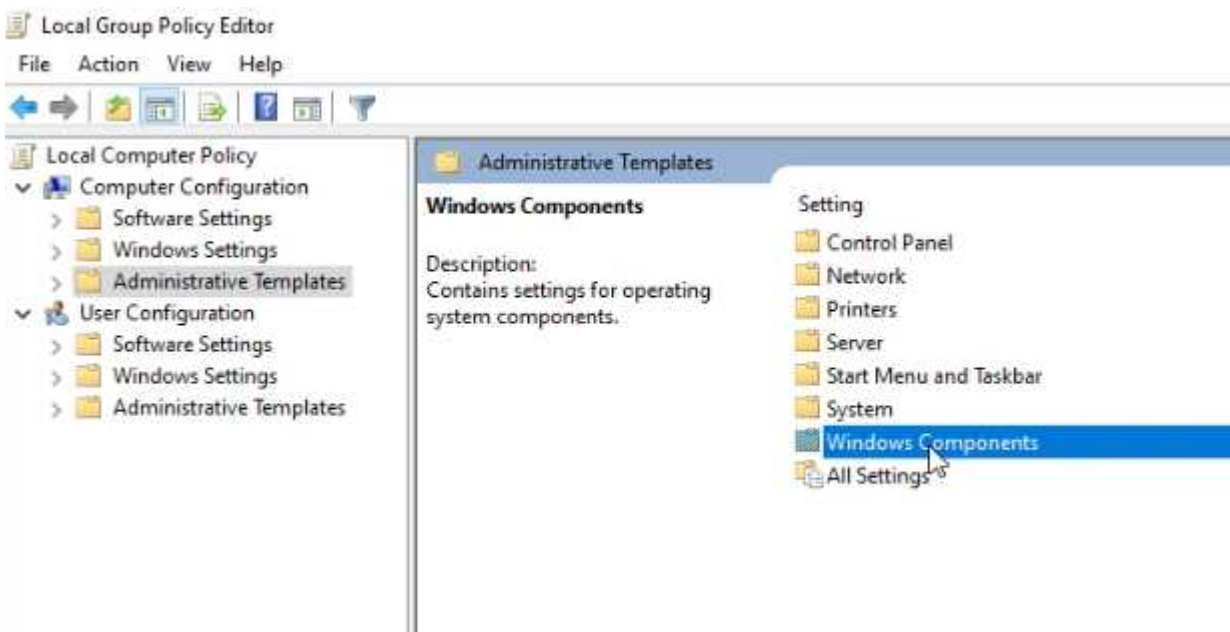 Local Group Policy Editor
File Action View Help
Local Computer Policy
Computer Configuration
Software Settings
Windows Settings
Administrative Templates
User Configuration
Software Settings
Windows Settings
Administrative Templates
Administrative Templates
Windows Components
Description:
Contains settings for operating
system components.
Setting
Control Panel
Network
Printers
Server
Start Menu and Taskbar
System
Windows Components
All Settings